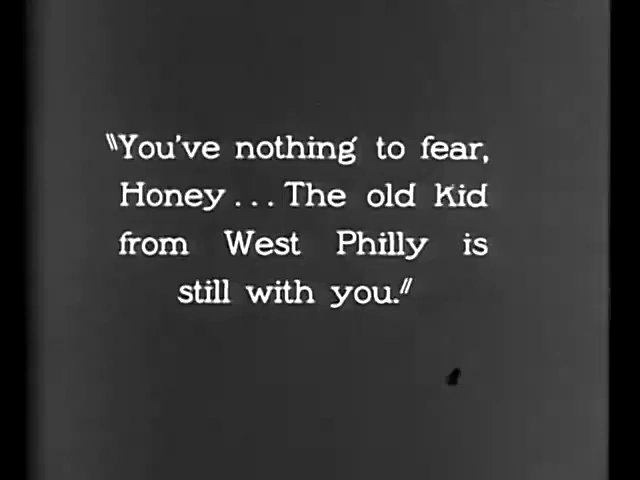 "You've nothing to fear,
Honey... The old Kid
from West Philly is
still with you."